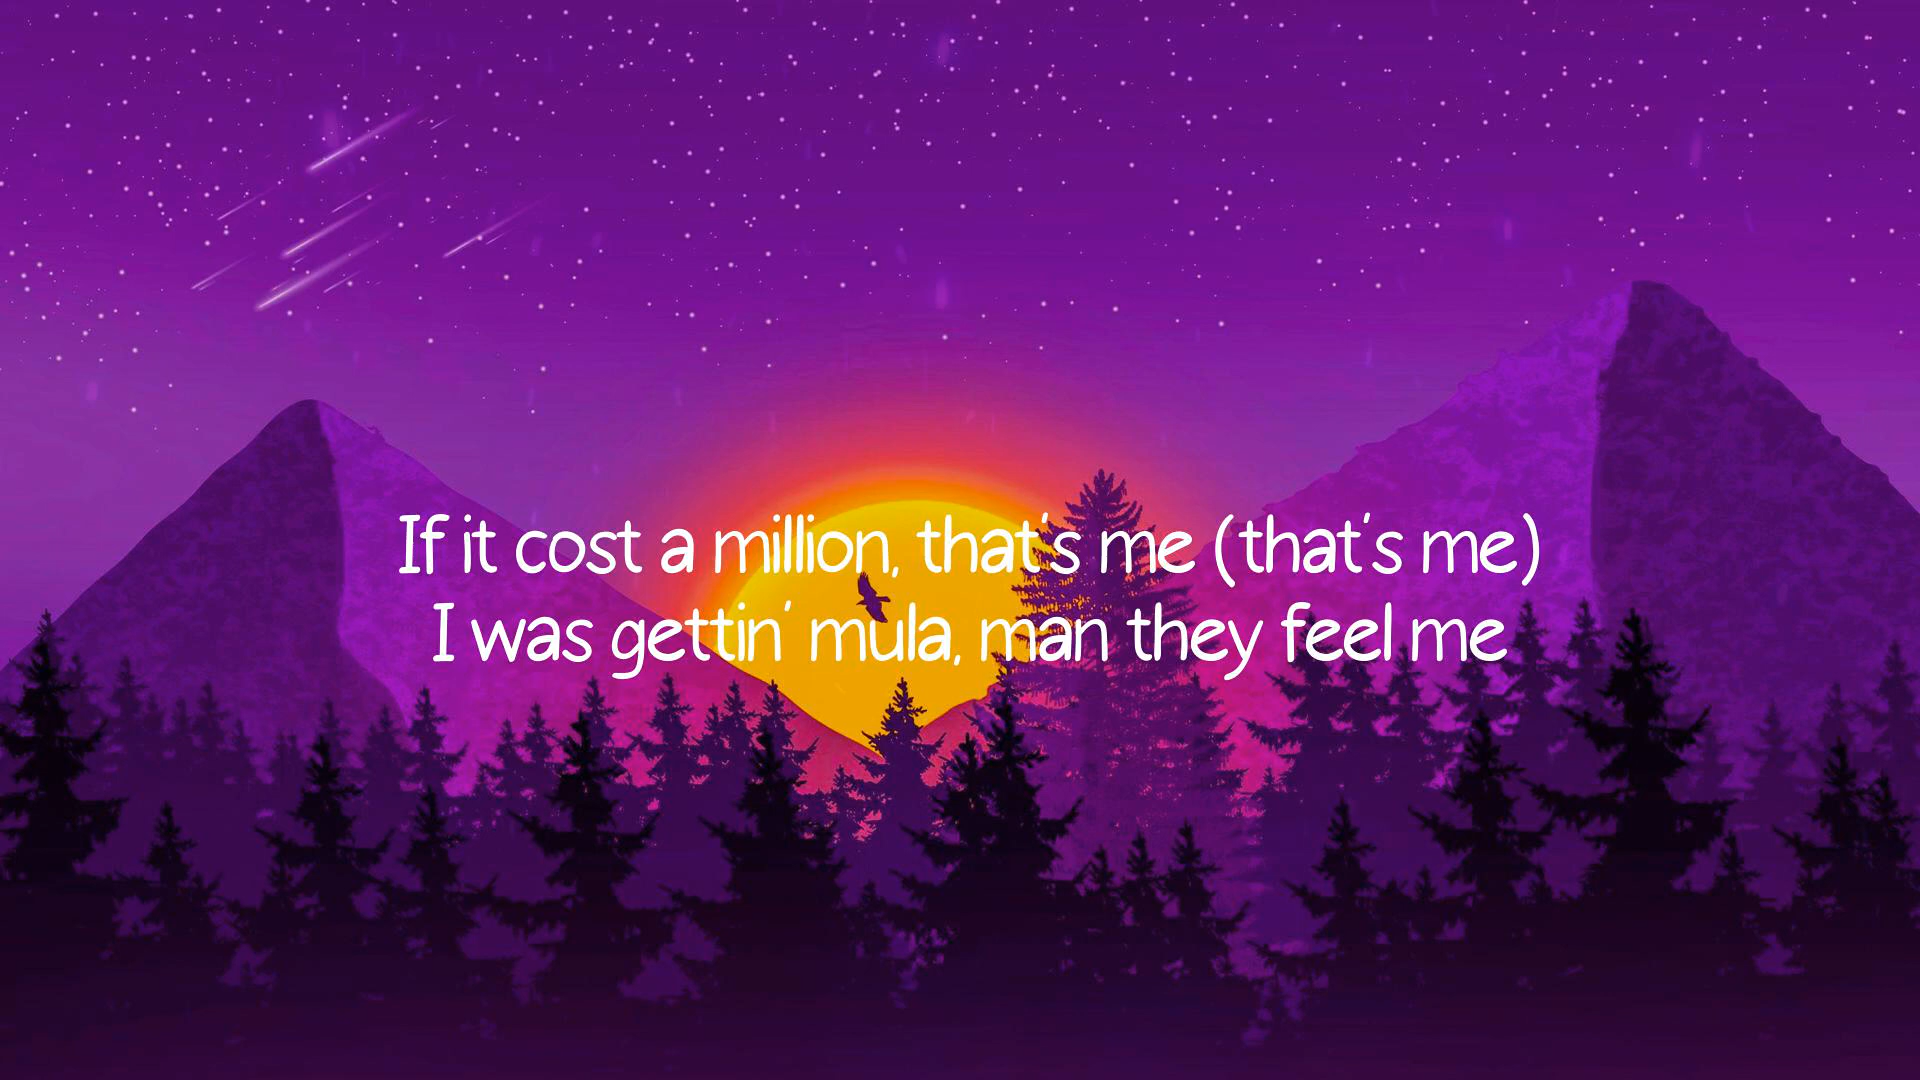 If it cost a million, that's me (that's me)
I was gettin' mula, man they feel me